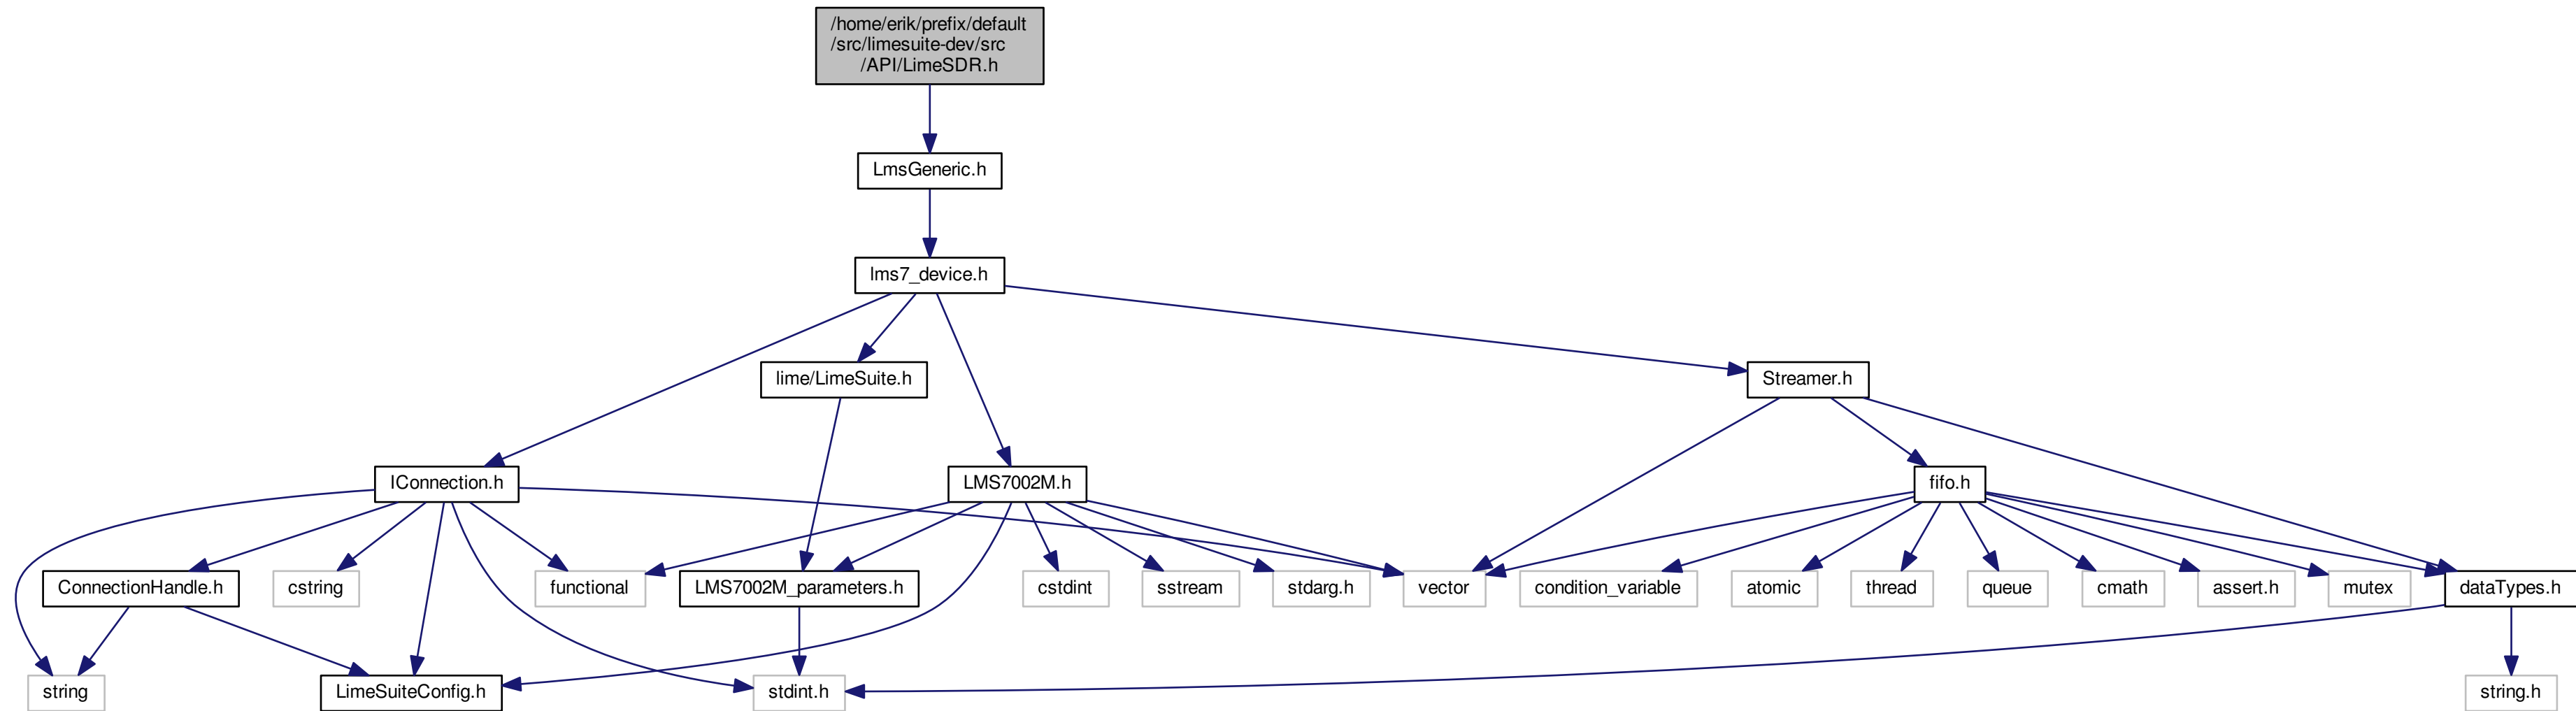 /home/erik/prefix/default
/src/limesuite-dev/src
/API/LimeSDR.h
LmsGeneric.h
lms7_device.h
lime/LimeSuite.h
Streamer.h
IConnection.h
LMS7002M.h
fifo.h
ConnectionHandle.h
cstring
functional
LMS7002M_parameters.h
cstdint
sstream
stdarg.h
vector
condition_variable
atomic
thread
queue
cmath
assert.h
mutex
dataTypes.h
string
LimeSuiteConfig.h
stdint.h
string.h